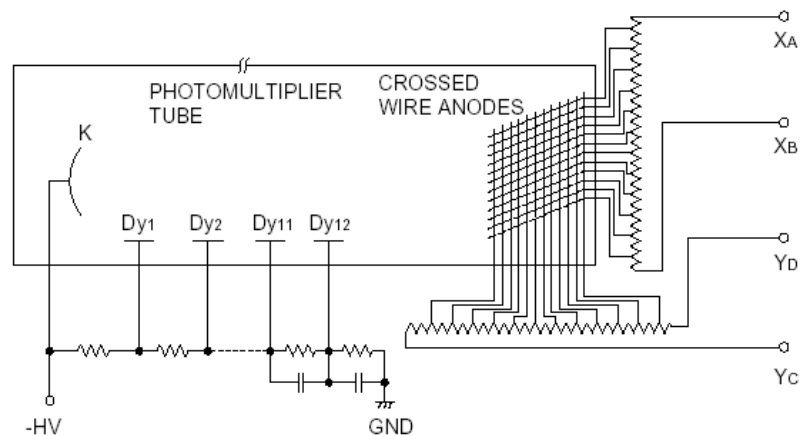 XA
PHOTOMULTIPLIER
TUBE
CROSSED
WIRE ANODES
K
XB
Dy1
Dy2
Dy11
Dy12
YD
YC
-HV
GND